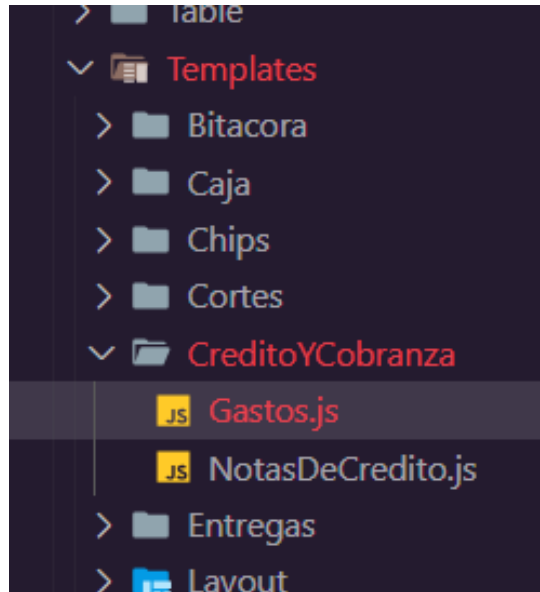 Table
Templates
Bitacora
Caja
Chips
Cortes
CreditoYCobranza
JS Gastos.js
JS NotasDeCredito.js
Entregas
Layout